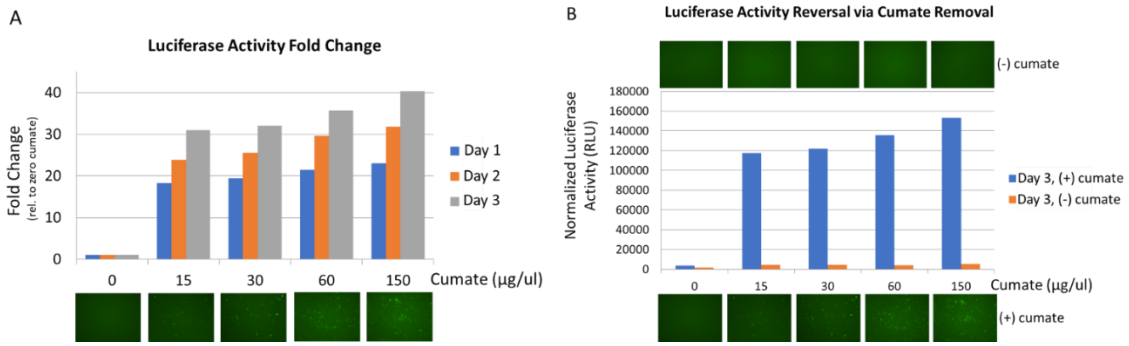 A
Luciferase Activity Fold Change
40
30
20
10
0
Fold Change
(rel. to zero cumate)
Day 1
Day 2
Day 3
0 15 30 60 150 Cumate (µg/ul)
B
Luciferase Activity Reversal via Cumate Removal
(-) cumate
180000
160000
140000
120000
100000
80000
60000
40000
20000
0
Normalized Luciferase
Activity (RLU)
Day 3, (+) cumate
Day 3, (-) cumate
0 15 30 60 150 Cumate (µg/ul)
(+) cumate